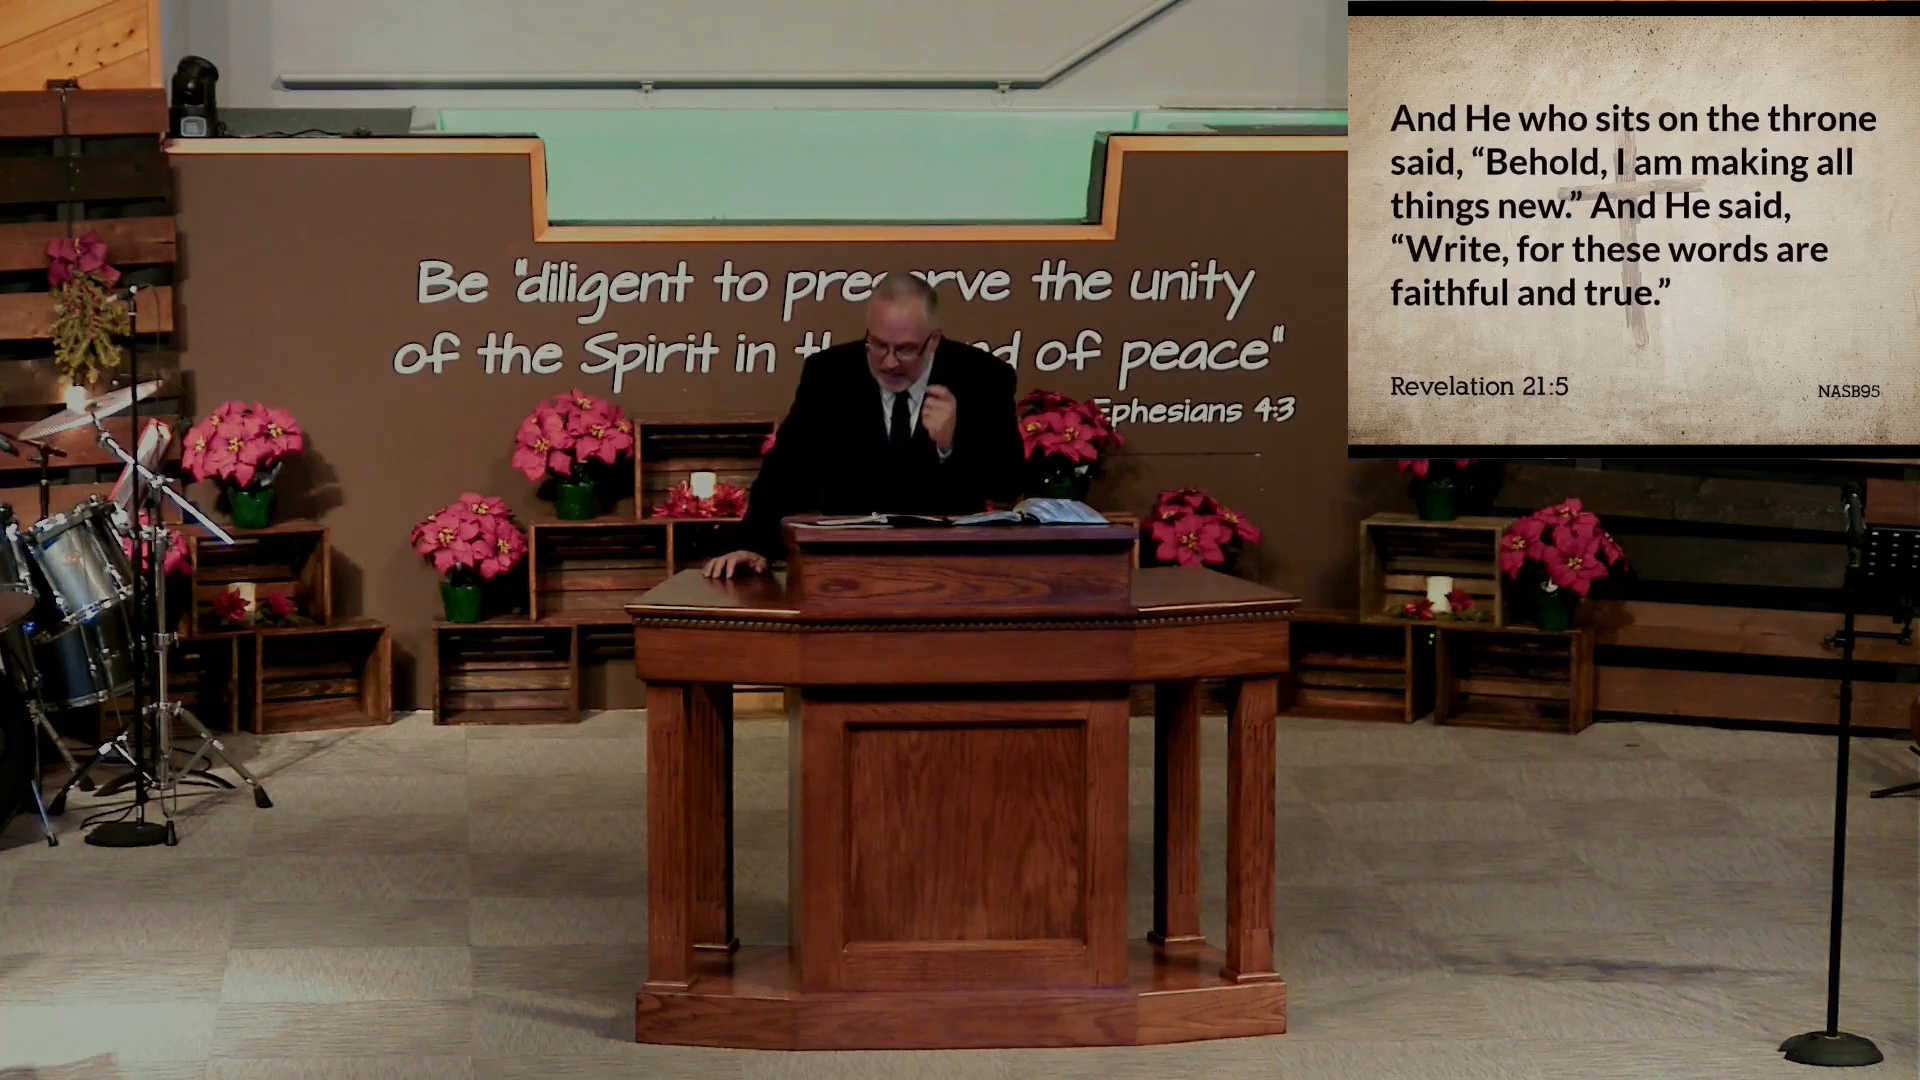 Be "diligent to preserve the unity
of the Spirit in of peace"
Ephesians 4:3
And He who sits on the throne
said, “Behold, I am making all
things new.” And He said,
“Write, for these words are
faithful and true.”
Revelation 21:5
NASB95